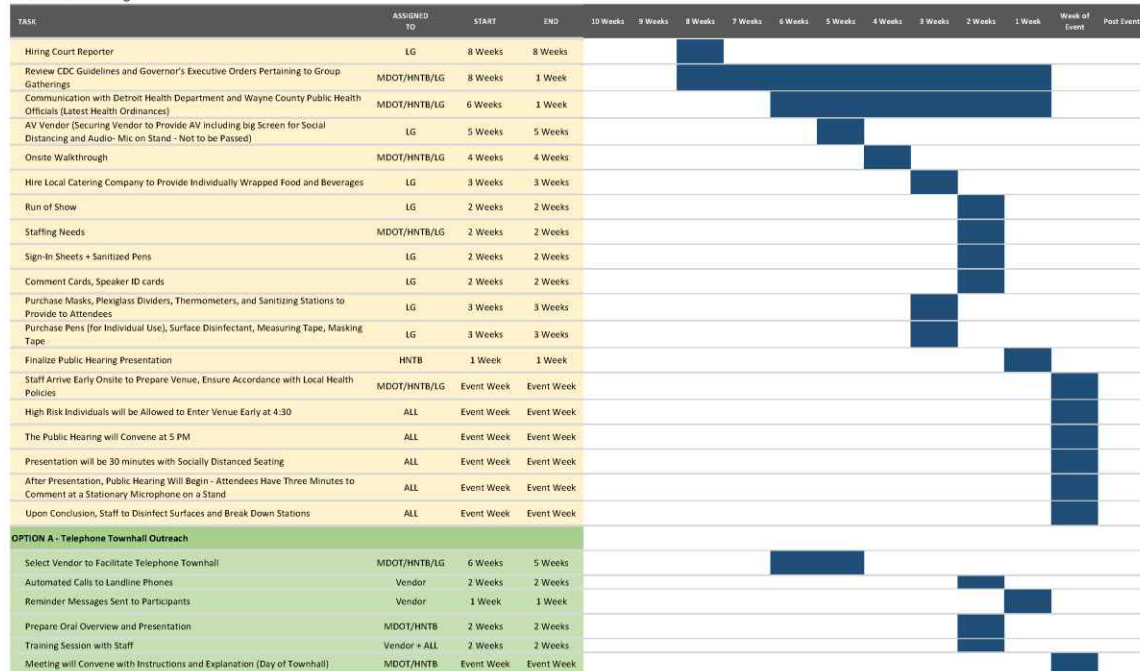 TASK ASSIGNED TO START END 10 Weeks 9 Weeks 8 Weeks 7 Weeks 6 Weeks 5 Weeks 4 Weeks 3 Weeks 2 Weeks 1 Week Week of Event Post Event
Hiring Court Reporter LG 8 Weeks 8 Weeks
Review CDC Guidelines and Governor's Executive Orders Pertaining to Group
Gatherings MDOT/HNTB/LG 8 Weeks 1 Week
Communication with Detroit Health Department and Wayne County Public Health
Officials (Latest Health Ordinances) MDOT/HNTB/LG 6 Weeks 1 Week
AV Vendor (Securing Vendor to Provide AV including big Screen for Social
Distancing and Audio- Mic on Stand - Not to be Passed) LG 5 Weeks 5 Weeks
Onsite Walkthrough MDOT/HNTB/LG 4 Weeks 4 Weeks
Hire Local Catering Company to Provide Individually Wrapped Food and Beverages LG 3 Weeks 3 Weeks
Run of Show LG 2 Weeks 2 Weeks
Staffing Needs MDOT/HNTB/LG 2 Weeks 2 Weeks
Sign-In Sheets + Sanitized Pens LG 2 Weeks 2 Weeks
Comment Cards, Speaker ID cards LG 2 Weeks 2 Weeks
Purchase Masks, Plexiglass Dividers, Thermometers, and Sanitizing Stations to
Provide to Attendees LG 3 Weeks 3 Weeks
Purchase Pens (for Individual Use), Surface Disinfectant, Measuring Tape, Masking
Tape LG 3 Weeks 3 Weeks
Finalize Public Hearing Presentation HNTB 1 Week 1 Week
Staff Arrive Early Onsite to Prepare Venue, Ensure Accordance with Local Health
Policies MDOT/HNTB/LG Event Week Event Week
High Risk Individuals will be Allowed to Enter Venue Early at 4:30 ALL Event Week Event Week
The Public Hearing will Convene at 5 PM ALL Event Week Event Week
Presentation will be 30 minutes with Socially Distanced Seating ALL Event Week Event Week
After Presentation, Public Hearing Will Begin - Attendees Have Three Minutes to
Comment at a Stationary Microphone on a Stand ALL Event Week Event Week
Upon Conclusion, Staff to Disinfect Surfaces and Break Down Stations ALL Event Week Event Week
OPTION A - Telephone Townhall Outreach
Select Vendor to Facilitate Telephone Townhall MDOT/HNTB/LG 6 Weeks 5 Weeks
Automated Calls to Landline Phones Vendor 2 Weeks 2 Weeks
Reminder Messages Sent to Participants Vendor 1 Week 1 Week
Prepare Oral Overview and Presentation MDOT/HNTB 2 Weeks 2 Weeks
Training Session with Staff Vendor + ALL 2 Weeks 2 Weeks
Meeting will Convene with Instructions and Explanation (Day of Townhall) MDOT/HNTB Event Week Event Week